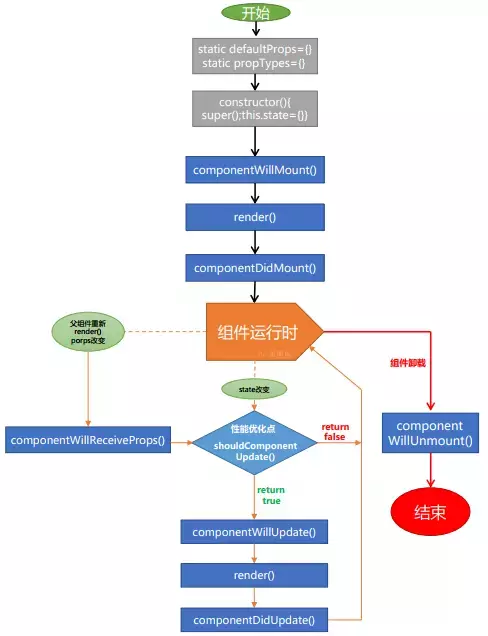 开始
static defaultProps={}
static propTypes={}
constructor(){
super();this.state={}}
componentWillMount()
render()
componentDidMount()
组件运行时
父组件重新
render()
porps改变
组件卸载
state改变
componentWillReceiveProps()
性能优化点
shouldComponent
Update()
return
false
component
WillUnmount()
return
true
结束
componentWillUpdate()
render()
componentDidUpdate()